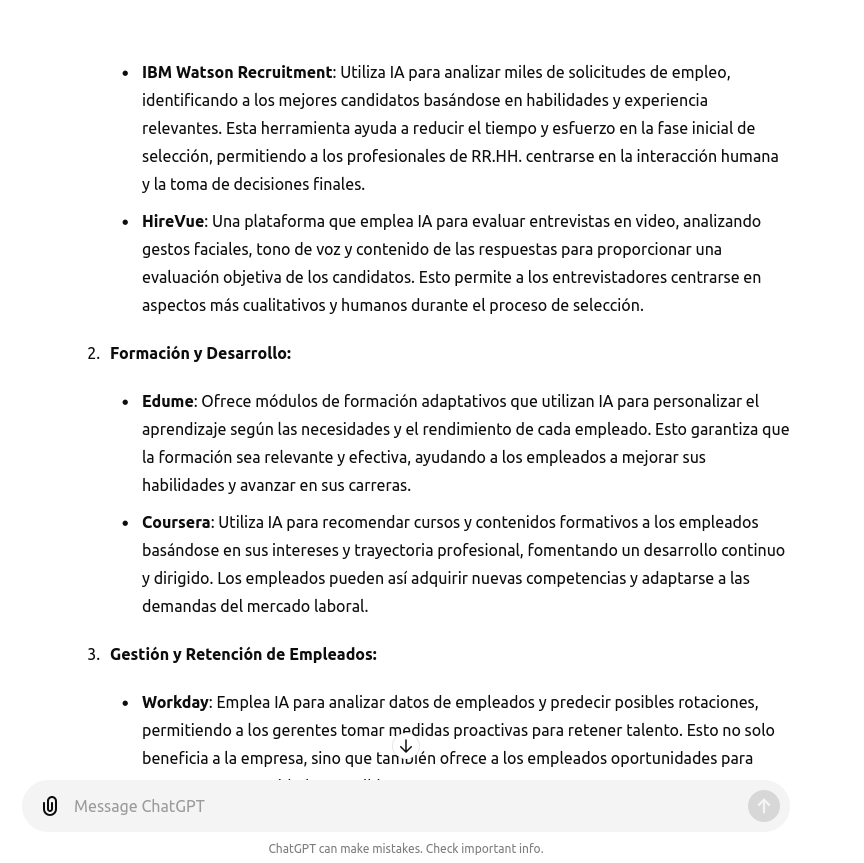 • IBM Watson Recruitment: Utiliza IA para analizar miles de solicitudes de empleo,
identificando a los mejores candidatos basándose en habilidades y experiencia
relevantes. Esta herramienta ayuda a reducir el tiempo y esfuerzo en la fase inicial de
selección, permitiendo a los profesionales de RR.HH. centrarse en la interacción humana
y la toma de decisiones finales.
• HireVue: Una plataforma que emplea IA para evaluar entrevistas en video, analizando
gestos faciales, tono de voz y contenido de las respuestas para proporcionar una
evaluación objetiva de los candidatos. Esto permite a los entrevistadores centrarse en
aspectos más cualitativos y humanos durante el proceso de selección.
2. Formación y Desarrollo:
• Edume: Ofrece módulos de formación adaptativos que utilizan IA para personalizar el
aprendizaje según las necesidades y el rendimiento de cada empleado. Esto garantiza que
la formación sea relevante y efectiva, ayudando a los empleados a mejorar sus
habilidades y avanzar en sus carreras.
• Coursera: Utiliza IA para recomendar cursos y contenidos formativos a los empleados
basándose en sus intereses y trayectoria profesional, fomentando un desarrollo continuo
y dirigido. Los empleados pueden así adquirir nuevas competencias y adaptarse a las
demandas del mercado laboral.
3. Gestión y Retención de Empleados:
• Workday: Emplea IA para analizar datos de empleados y predecir posibles rotaciones,
permitiendo a los gerentes tomar medidas proactivas para retener talento. Esto no solo
beneficia a la empresa, sino que también ofrece a los empleados oportunidades para
Message ChatGPT
ChatGPT can make mistakes. Check important info.